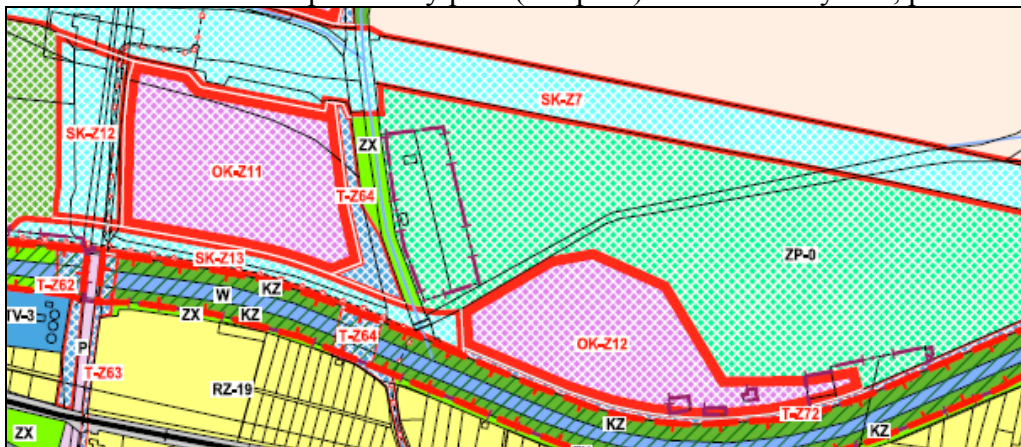 SK-Z7
SK-Z12
ZX
OK-Z11
T-Z64
ZP-0
SK-Z13
T-Z62
KZ
W
TV-3
ZX
KZ
T-Z64
OK-Z12
P
T-Z63
RZ-19
T-Z72
KZ
KZ
ZX